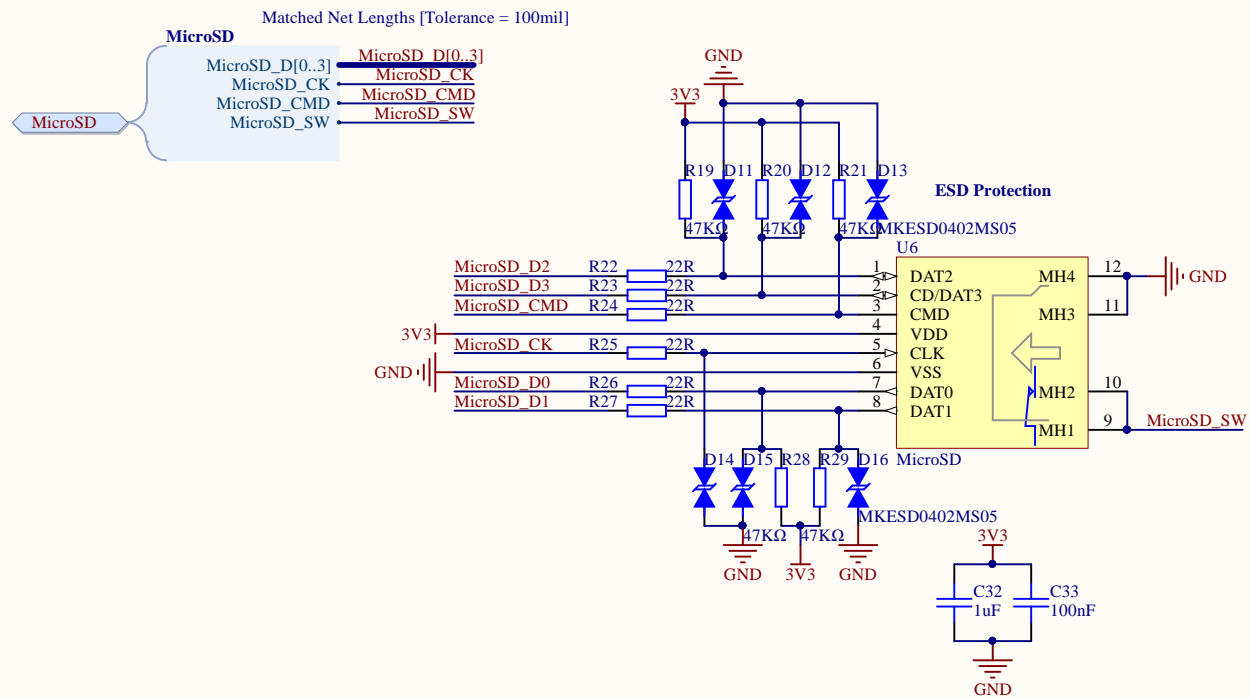 Matched Net Lengths [Tolerance = 100mil]
MicroSD
MicroSD_D[0..3] MicroSD_D[0..3]
MicroSD_CK MicroSD_CK
MicroSD_CMD MicroSD_CMD
MicroSD_SW MicroSD_SW
MicroSD
GND
3V3
R19 D11 R20 D12 R21 D13
ESD Protection
47KΩ 47KΩ 47KΩ MKESD0402MS05
U6
MicroSD_D2 R22 22R 1 DAT2 MH4 12 GND
MicroSD_D3 R23 22R 2 CD/DAT3
MicroSD_CMD R24 22R 3 CMD MH3 11
3V3 4 VDD
MicroSD_CK R25 22R 5 CLK
GND 6 VSS
MicroSD_D0 R26 22R 7 DAT0 MH2 10
MicroSD_D1 R27 22R 8 DAT1 MH1 9 MicroSD_SW
D14 D15 R28 R29 D16 MicroSD
MKESD0402MS05
47KΩ 47KΩ
GND 3V3 GND
3V3
C32 C33
1uF 100nF
GND